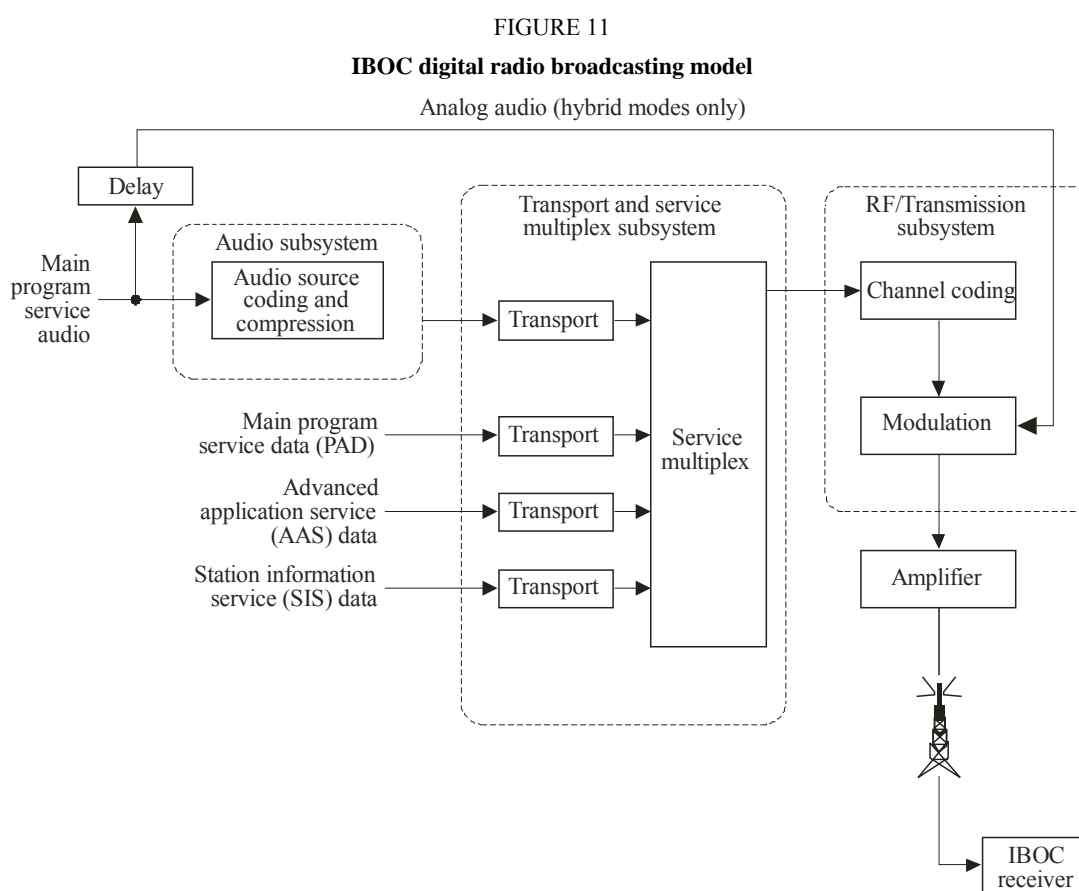 FIGURE 11
IBOC digital radio broadcasting model
Analog audio (hybrid modes only)
Delay
Main
program
service
audio
Audio subsystem
Audio source
coding and
compression
Transport and service
multiplex subsystem
Transport
Main program
service data (PAD)
Transport
Advanced
application service
(AAS) data
Transport
Station information
service (SIS) data
Transport
Service
multiplex
RF/Transmission
subsystem
Channel coding
Modulation
Amplifier
IBOC
receiver